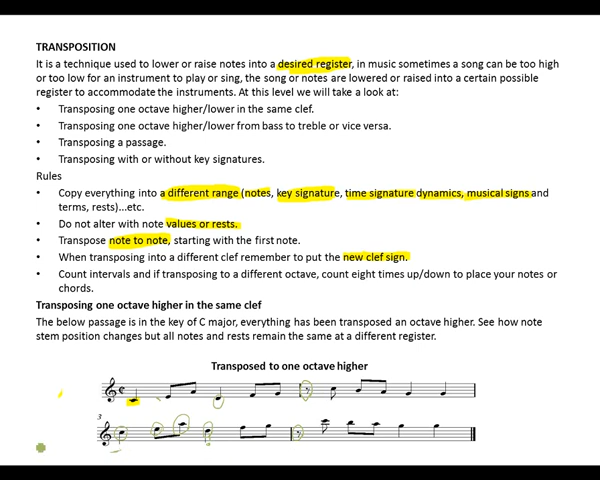 TRANSPOSITION
It is a technique used to lower or raise notes into a desired register, in music sometimes a song can be too high
or too low for an instrument to play or sing, the song or notes are lowered or raised into a certain possible
register to accommodate the instruments. At this level we will take a look at:
• Transposing one octave higher/lower in the same clef.
• Transposing one octave higher/lower from bass to treble or vice versa.
• Transposing a passage.
• Transposing with or without key signatures.
Rules
• Copy everything into a different range (notes, key signature, time signature dynamics, musical signs and
terms, rests)...etc.
• Do not alter with note values or rests.
• Transpose note to note, starting with the first note.
• When transposing into a different clef remember to put the new clef sign.
• Count intervals and if transposing to a different octave, count eight times up/down to place your notes or
chords.
Transposing one octave higher in the same clef
The below passage is in the key of C major, everything has been transposed an octave higher. See how note
stem position changes but all notes and rests remain the same at a different register.
Transposed to one octave higher
3